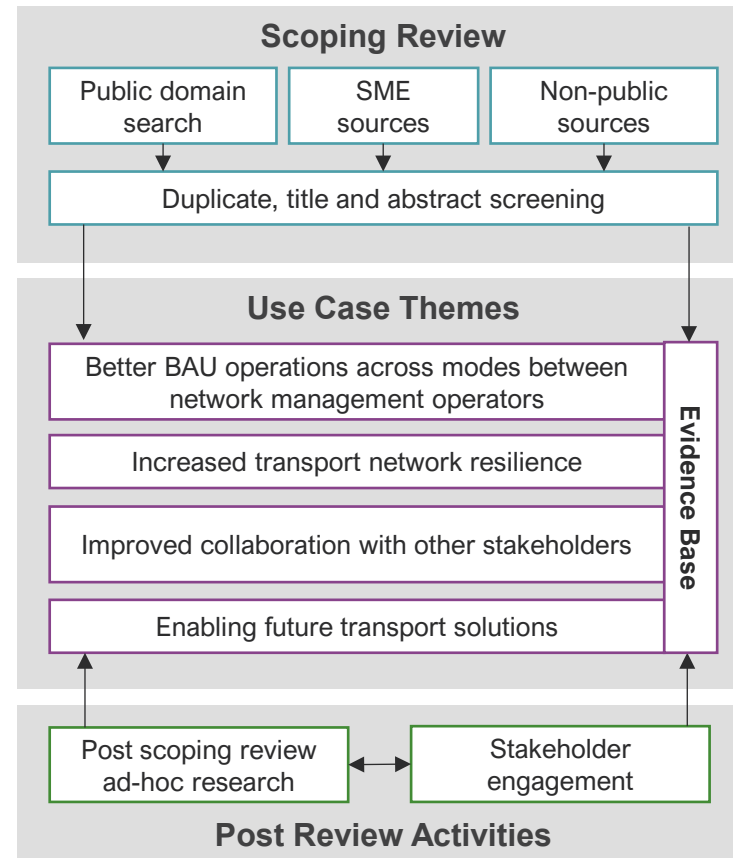 Scoping Review
Public domain
search
SME
sources
Non-public
sources
Duplicate, title and abstract screening
Use Case Themes
Better BAU operations across modes between
network management operators
Increased transport network resilience
Improved collaboration with other stakeholders
Enabling future transport solutions
Evidence Base
Post scoping review
ad-hoc research
Stakeholder
engagement
Post Review Activities